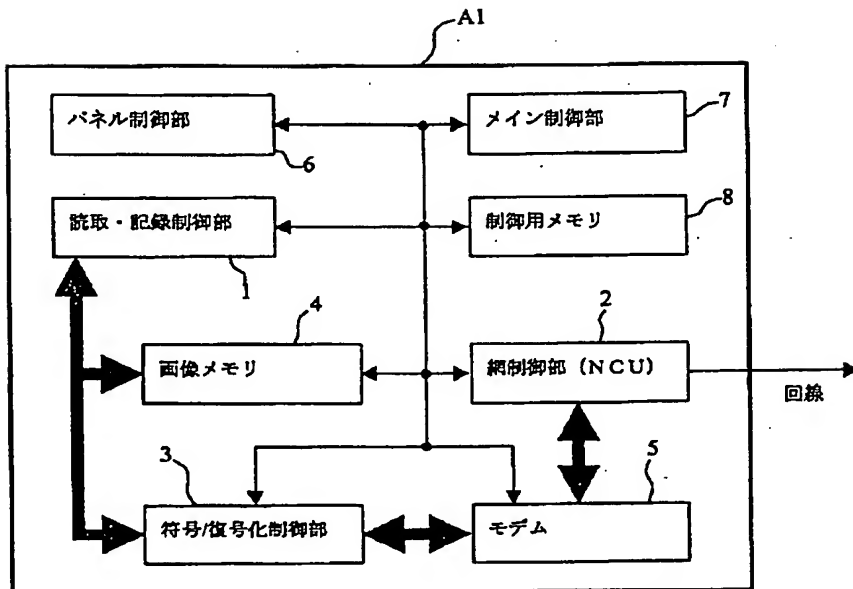 A1
パネル制御部
6
メイン制御部
7
読取・記録制御部
1
制御用メモリ
8
画像メモリ
4
網制御部（NCU）
2
回線
符号/復号化制御部
3
モデム
5